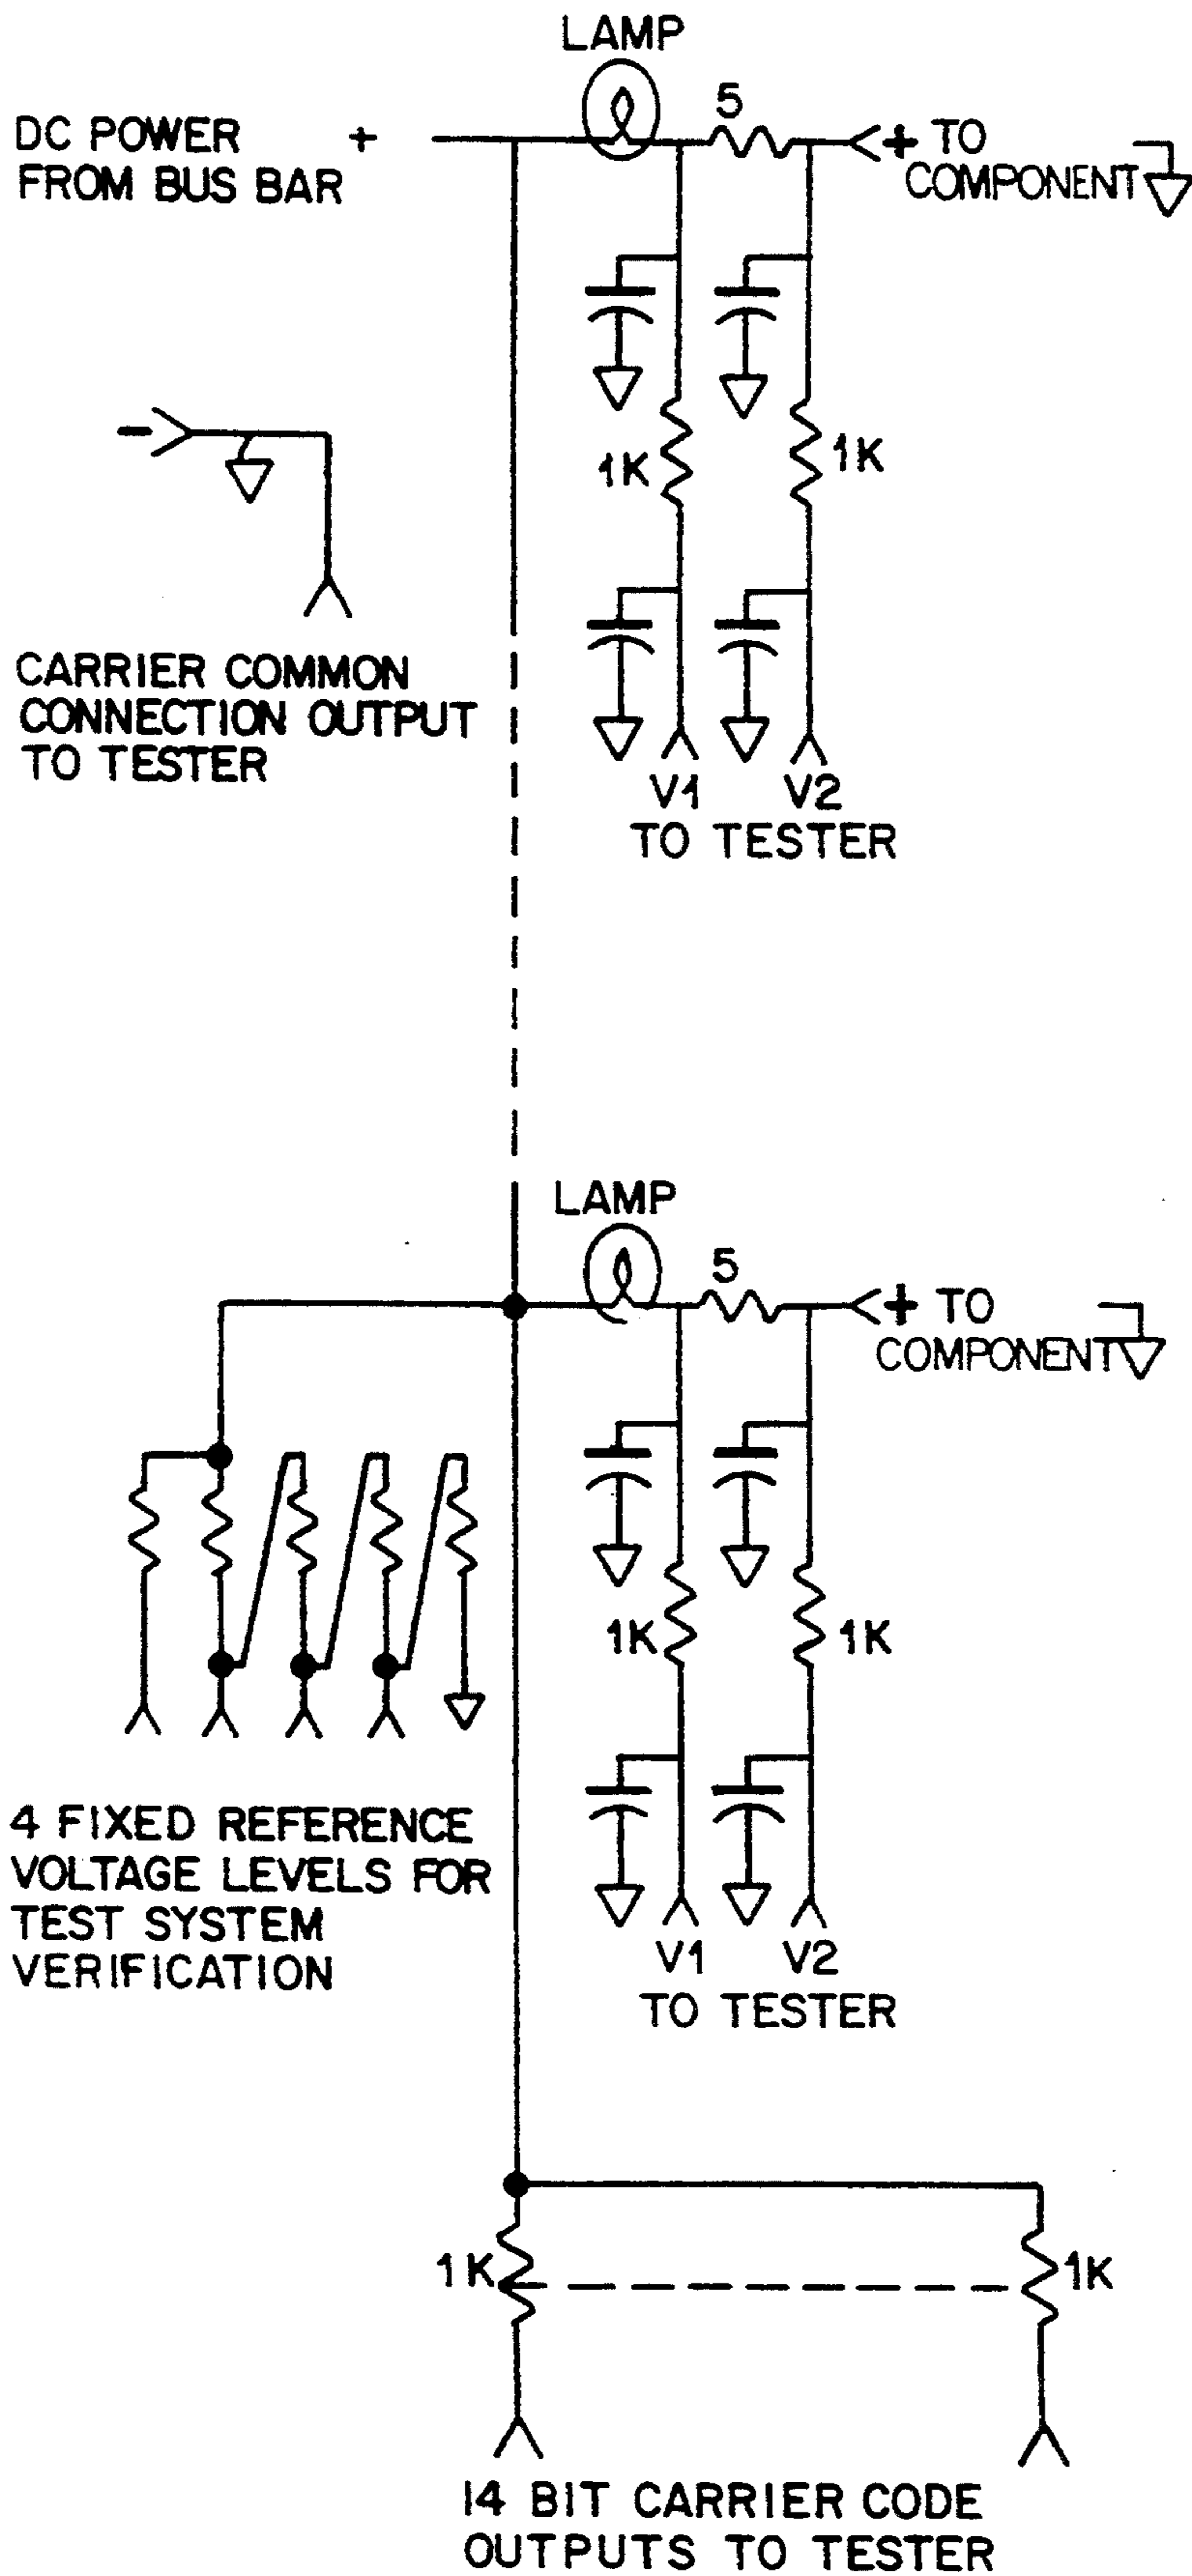 LAMP
5
DC POWER +
FROM BUS BAR
+ TO
COMPONENT
-
1K
1K
CARRIER COMMON
CONNECTION OUTPUT
TO TESTER
V1 V2
TO TESTER
LAMP
5
+ TO
COMPONENT
1K
1K
4 FIXED REFERENCE
VOLTAGE LEVELS FOR
TEST SYSTEM
VERIFICATION
V1 V2
TO TESTER
1K
1K
14 BIT CARRIER CODE
OUTPUTS TO TESTER